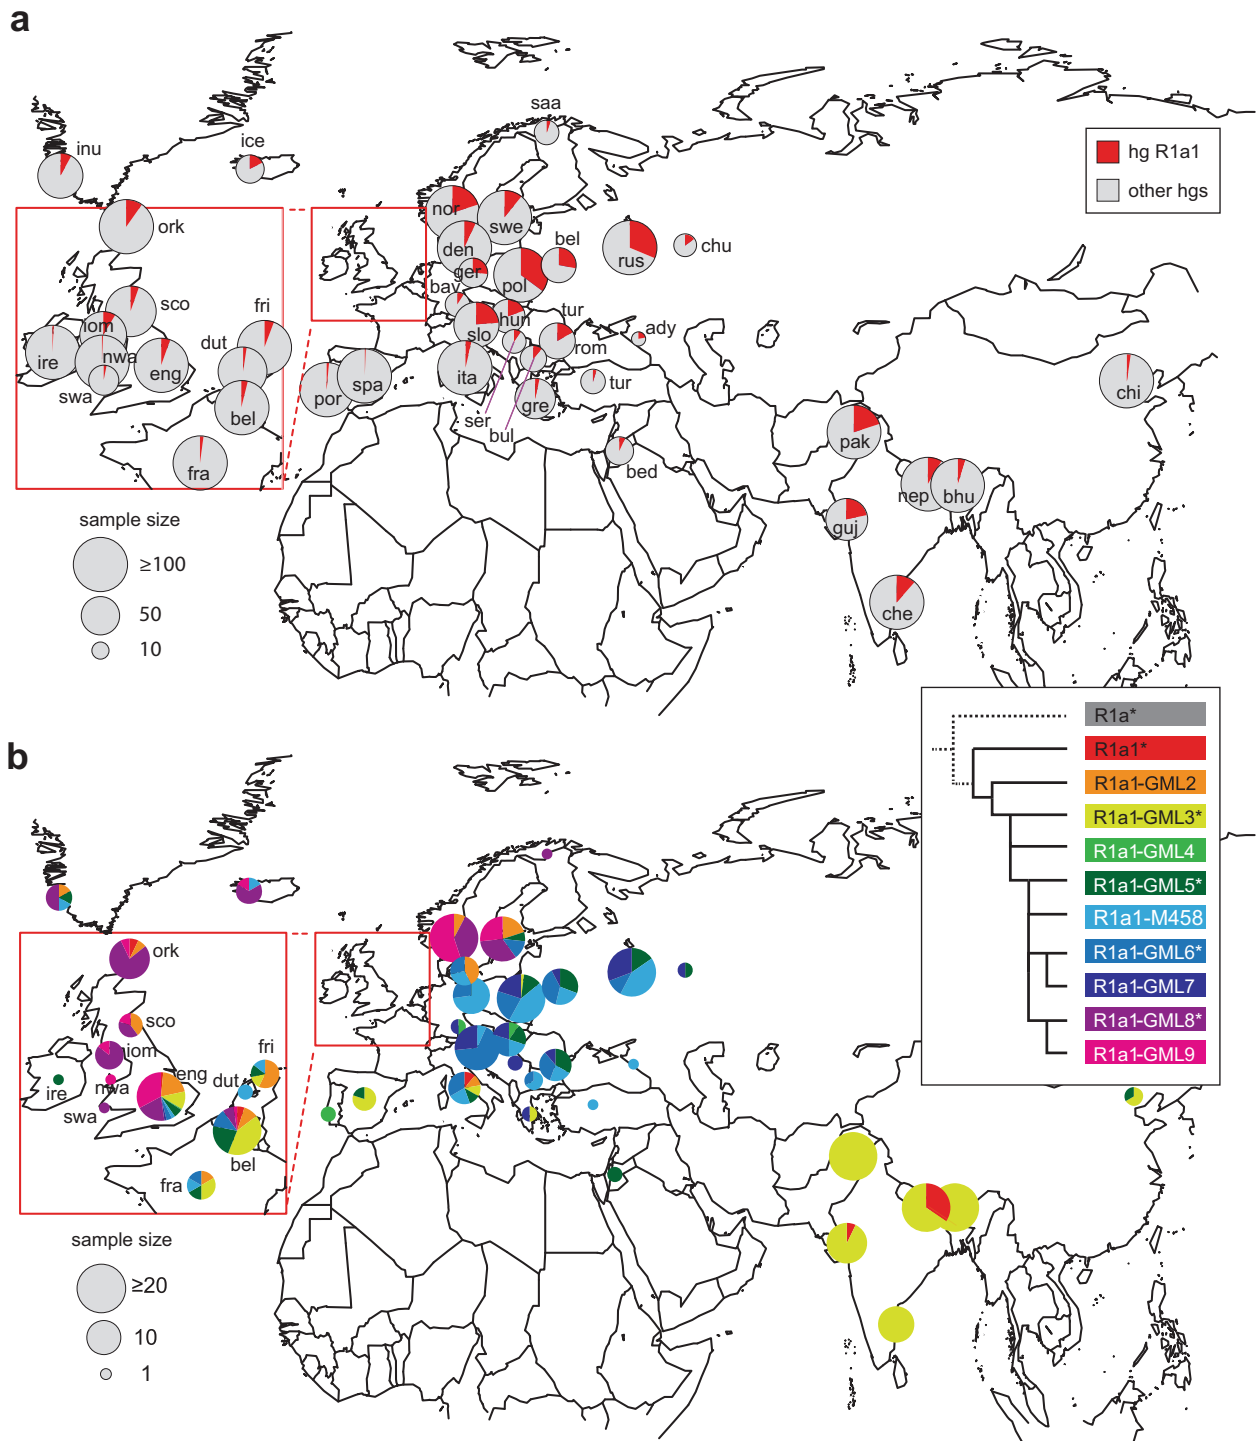 a
saa
inu
ice
hg R1a1
other hgs
ork
nor
swe
bel
den
rus
chu
ger
pol
bav
sco
fri
iom
tur
hun
ady
dut
slo
rom
ire
nwa
eng
ita
tur
chi
swa
por
spa
gre
bel
ser
bul
pak
fra
bed
nep
bhu
guj
sample size
≥100
50
10
che
R1a*
R1a1*
R1a1-GML2
R1a1-GML3*
R1a1-GML4
R1a1-GML5*
R1a1-M458
R1a1-GML6*
R1a1-GML7
R1a1-GML8*
R1a1-GML9
b
ork
sco
iom
fri
eng
dut
ire
nwa
swa
bel
fra
sample size
≥20
10
1